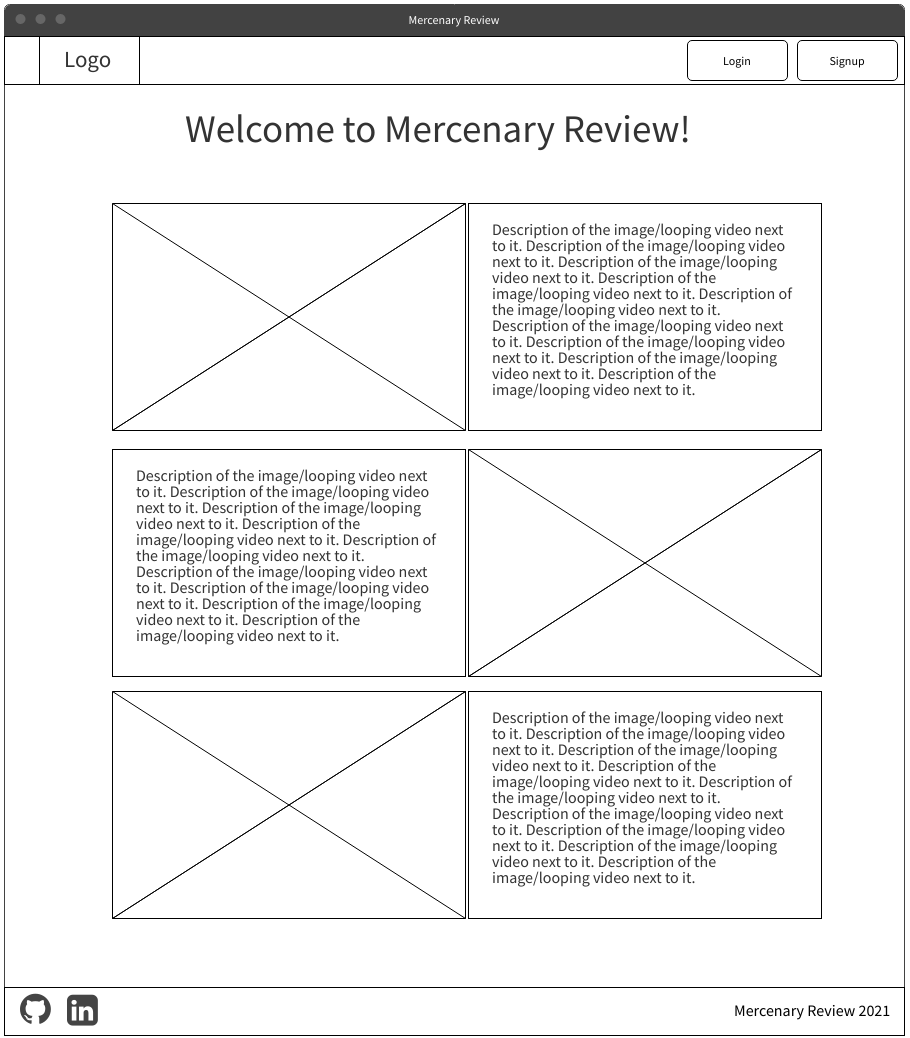 Mercenary Review
Logo
Login
Signup
Welcome to Mercenary Review!
Description of the image/looping video next
to it. Description of the image/looping video
next to it. Description of the image/looping
video next to it. Description of the
image/looping video next to it. Description of
the image/looping video next to it.
Description of the image/looping video next
to it. Description of the image/looping video
next to it. Description of the image/looping
video next to it. Description of the
image/looping video next to it.
Description of the image/looping video next
to it. Description of the image/looping video
next to it. Description of the image/looping
video next to it. Description of the
image/looping video next to it. Description of
the image/looping video next to it.
Description of the image/looping video next
to it. Description of the image/looping video
next to it. Description of the image/looping
video next to it. Description of the
image/looping video next to it.
Description of the image/looping video next
to it. Description of the image/looping video
next to it. Description of the image/looping
video next to it. Description of the
image/looping video next to it. Description of
the image/looping video next to it.
Description of the image/looping video next
to it. Description of the image/looping video
next to it. Description of the image/looping
video next to it. Description of the
image/looping video next to it.
in
Mercenary Review 2021